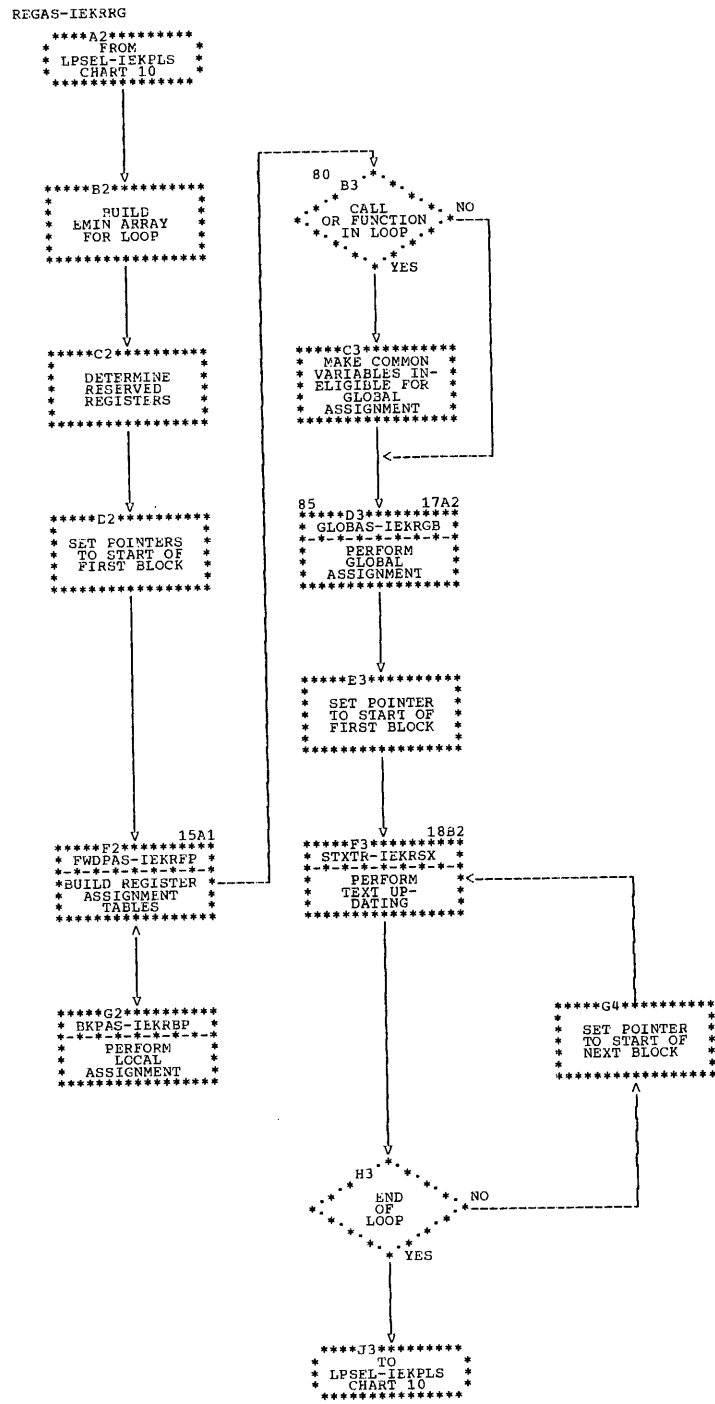 REGAS-IEKRRG
A2
FROM
LPSEL-IEKPLS
CHART 10
B2
BUILD
EMIN ARRAY
FOR LOOP
C2
DETERMINE
RESERVED
REGISTERS
D2
SET POINTERS
TO START OF
FIRST BLOCK
15A1
F2
FWDPAS-IEKRFP
BUILD REGISTER
ASSIGNMENT
TABLES
G2
BKPAS-IEKRBP
PERFORM
LOCAL
ASSIGNMENT
80
B3
CALL
OR FUNCTION
IN LOOP
NO
YES
C3
MAKE COMMON
VARIABLES IN-
ELIGIBLE FOR
GLOBAL
ASSIGNMENT
85
D3
17A2
GLOBAS-IEKRGB
PERFORM
GLOBAL
ASSIGNMENT
E3
SET POINTER
TO START OF
FIRST BLOCK
18B2
F3
STXTR-IEKRSX
PERFORM
TEXT UP-
DATING
G4
SET POINTER
TO START OF
NEXT BLOCK
H3
END
OF
LOOP
NO
YES
J3
TO
LPSEL-IEKPLS
CHART 10